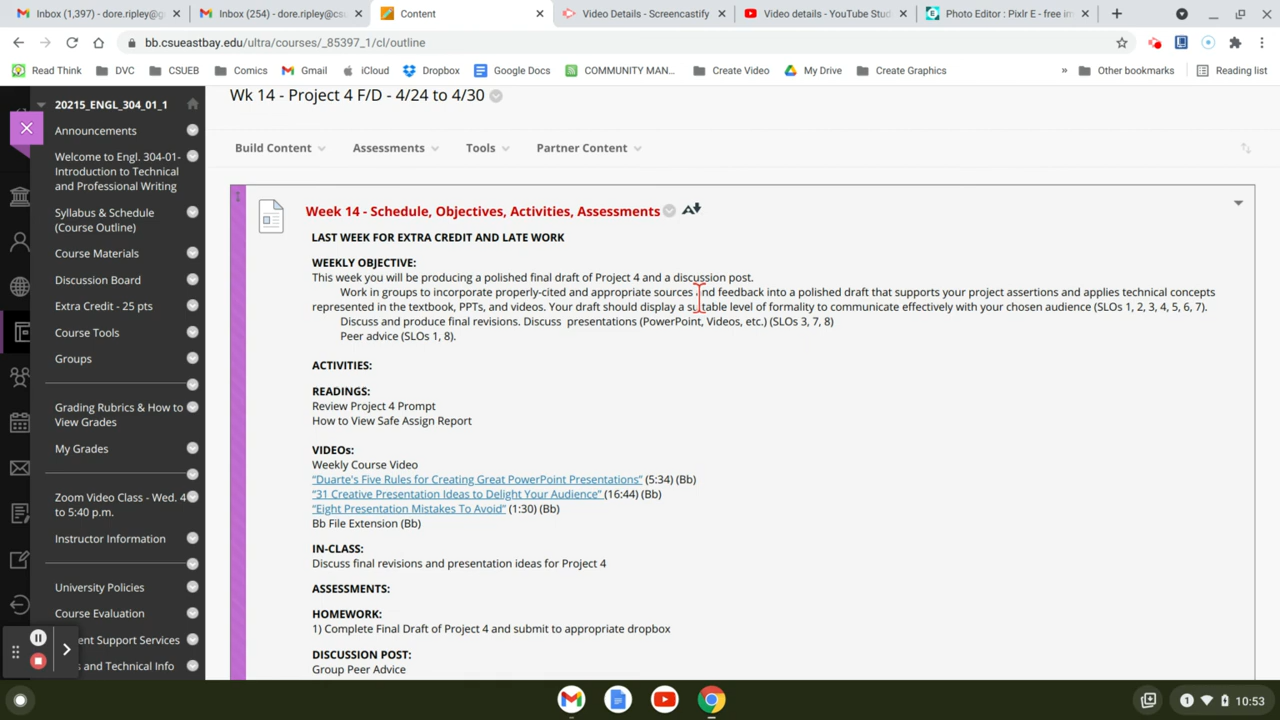 Inbox (1,397) - dore.ripley@g
Inbox (254) - dore.ripley@csu
Content
Video Details - Screencastify
Video details - YouTube Stud
Photo Editor : Pixlr E - free im
bb.csueastbay.edu/ultra/courses/_85397_1/cl/outline
Read Think
DVC
CSUEB
Comics
Gmail
iCloud
Dropbox
Google Docs
COMMUNITY MAN...
Create Video
My Drive
Create Graphics
»
Other bookmarks
Reading list
20215_ENGL_304_01_1
Announcements
Welcome to Engl. 304-01-
Introduction to Technical
and Professional Writing
Syllabus & Schedule
(Course Outline)
Course Materials
Discussion Board
Extra Credit - 25 pts
Course Tools
Groups
Grading Rubrics & How to
View Grades
My Grades
Zoom Video Class - Wed. 4
to 5:40 p.m.
Instructor Information
University Policies
Course Evaluation
ent Support Services
s and Technical Info
Wk 14 - Project 4 F/D - 4/24 to 4/30
Build Content
Assessments
Tools
Partner Content
Week 14 - Schedule, Objectives, Activities, Assessments
LAST WEEK FOR EXTRA CREDIT AND LATE WORK
WEEKLY OBJECTIVE:
This week you will be producing a polished final draft of Project 4 and a discussion post.
Work in groups to incorporate properly-cited and appropriate sources and feedback into a polished draft that supports your project assertions and applies technical concepts
represented in the textbook, PPTs, and videos. Your draft should display a suitable level of formality to communicate effectively with your chosen audience (SLOs 1, 2, 3, 4, 5, 6, 7).
Discuss and produce final revisions. Discuss presentations (PowerPoint, Videos, etc.) (SLOs 3, 7, 8)
Peer advice (SLOs 1, 8).
ACTIVITIES:
READINGS:
Review Project 4 Prompt
How to View Safe Assign Report
VIDEOs:
Weekly Course Video
“Duarte's Five Rules for Creating Great PowerPoint Presentations” (5:34) (Bb)
“31 Creative Presentation Ideas to Delight Your Audience” (16:44) (Bb)
“Eight Presentation Mistakes To Avoid” (1:30) (Bb)
Bb File Extension (Bb)
IN-CLASS:
Discuss final revisions and presentation ideas for Project 4
ASSESSMENTS:
HOMEWORK:
1) Complete Final Draft of Project 4 and submit to appropriate dropbox
DISCUSSION POST:
Group Peer Advice
1
10:53